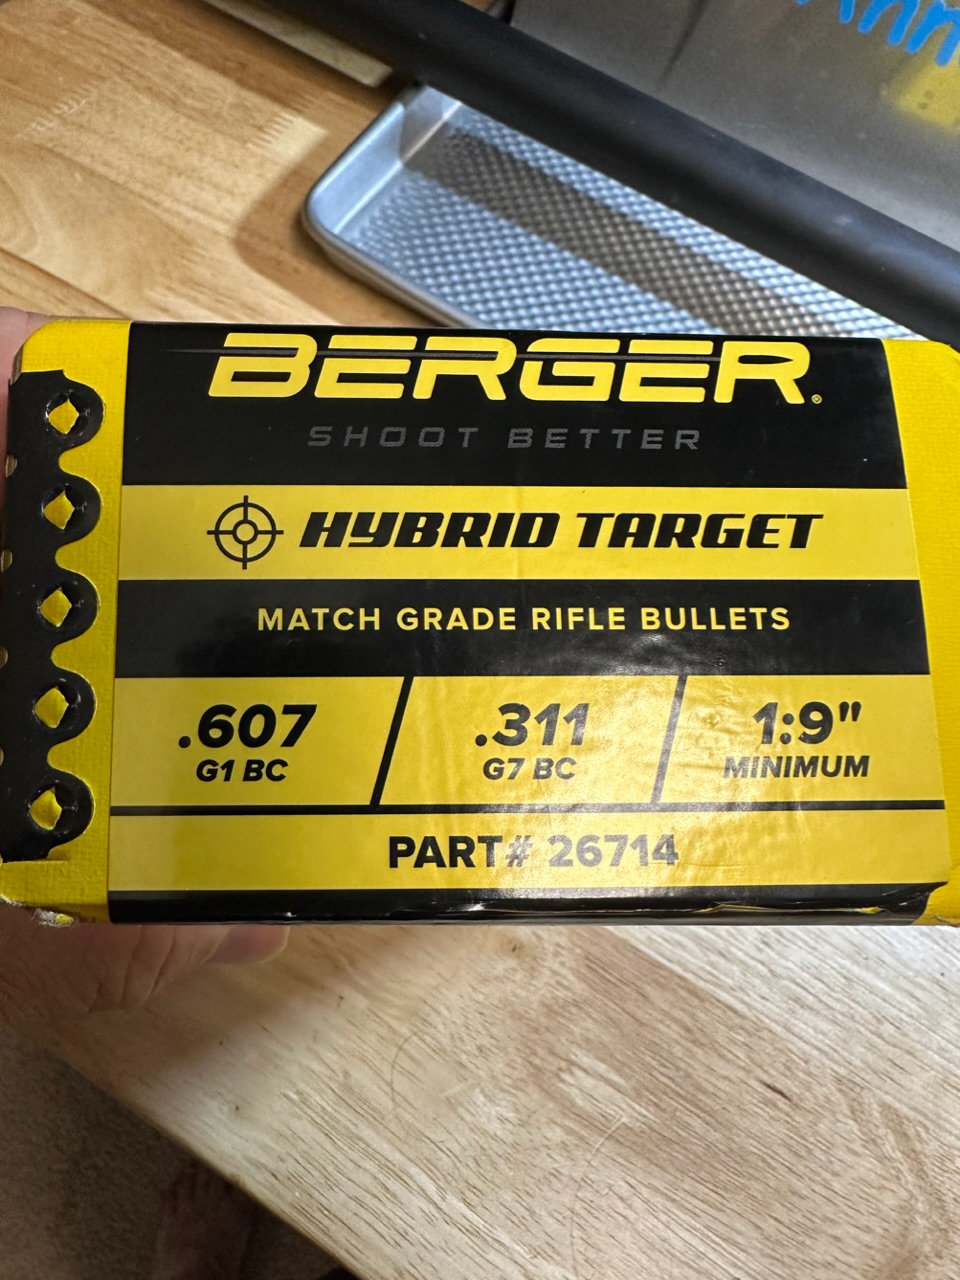 BERGER®
SHOOT BETTER
HYBRID TARGET
MATCH GRADE RIFLE BULLETS
.607
G1 BC
.311
G7 BC
1:9"
MINIMUM
PART# 26714